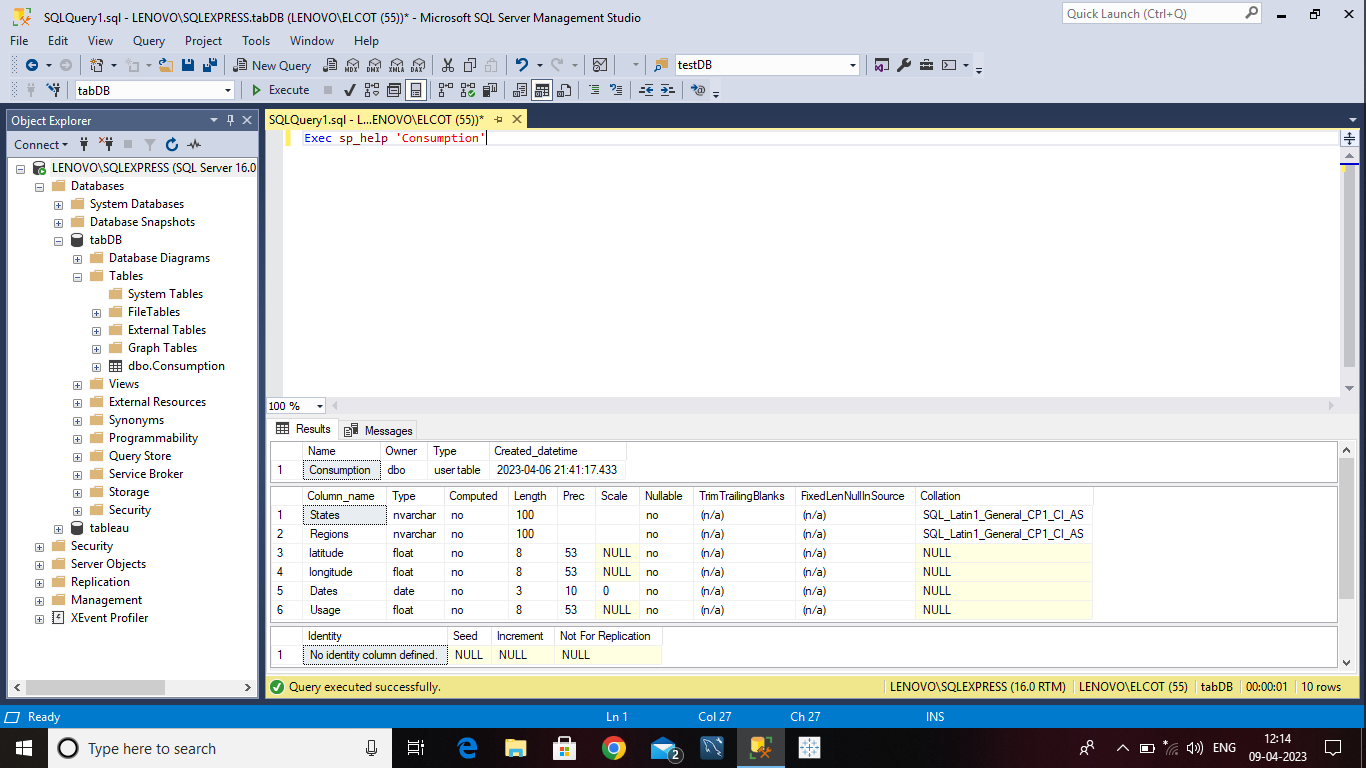 SQLQuery1.sql - LENOVO\SQLEXPRESS.tabDB (LENOVO\ELCOT (55))* - Microsoft SQL Server Management Studio
Quick Launch (Ctrl+Q)
File Edit View Query Project Tools Window Help
New Query MDX DMX XMLA DAX testDB
tabDB Execute
Object Explorer
Connect
LENOVO\SQLEXPRESS (SQL Server 16.0
Databases
System Databases
Database Snapshots
tabDB
Database Diagrams
Tables
System Tables
FileTables
External Tables
Graph Tables
dbo.Consumption
Views
External Resources
Synonyms
Programmability
Query Store
Service Broker
Storage
Security
tableau
Security
Server Objects
Replication
Management
XEvent Profiler
SQLQuery1.sql - L...ENOVO\ELCOT (55))*
Exec sp_help 'Consumption'
100 %
Results Messages
Name Owner Type Created_datetime
1 Consumption dbo user table 2023-04-06 21:41:17.433
Column_name Type Computed Length Prec Scale Nullable TrimTrailingBlanks FixedLenNullInSource Collation
1 States nvarchar no 100 no (n/a) (n/a) SQL_Latin1_General_CP1_CI_AS
2 Regions nvarchar no 100 no (n/a) (n/a) SQL_Latin1_General_CP1_CI_AS
3 latitude float no 8 53 NULL no (n/a) (n/a) NULL
4 longitude float no 8 53 NULL no (n/a) (n/a) NULL
5 Dates date no 3 10 0 no (n/a) (n/a) NULL
6 Usage float no 8 53 NULL no (n/a) (n/a) NULL
Identity Seed Increment Not For Replication
1 No identity column defined. NULL NULL NULL
Query executed successfully. LENOVO\SQLEXPRESS (16.0 RTM) LENOVO\ELCOT (55) tabDB 00:00:01 10 rows
Ready Ln 1 Col 27 Ch 27 INS
Type here to search 2 ENG 12:14
09-04-2023